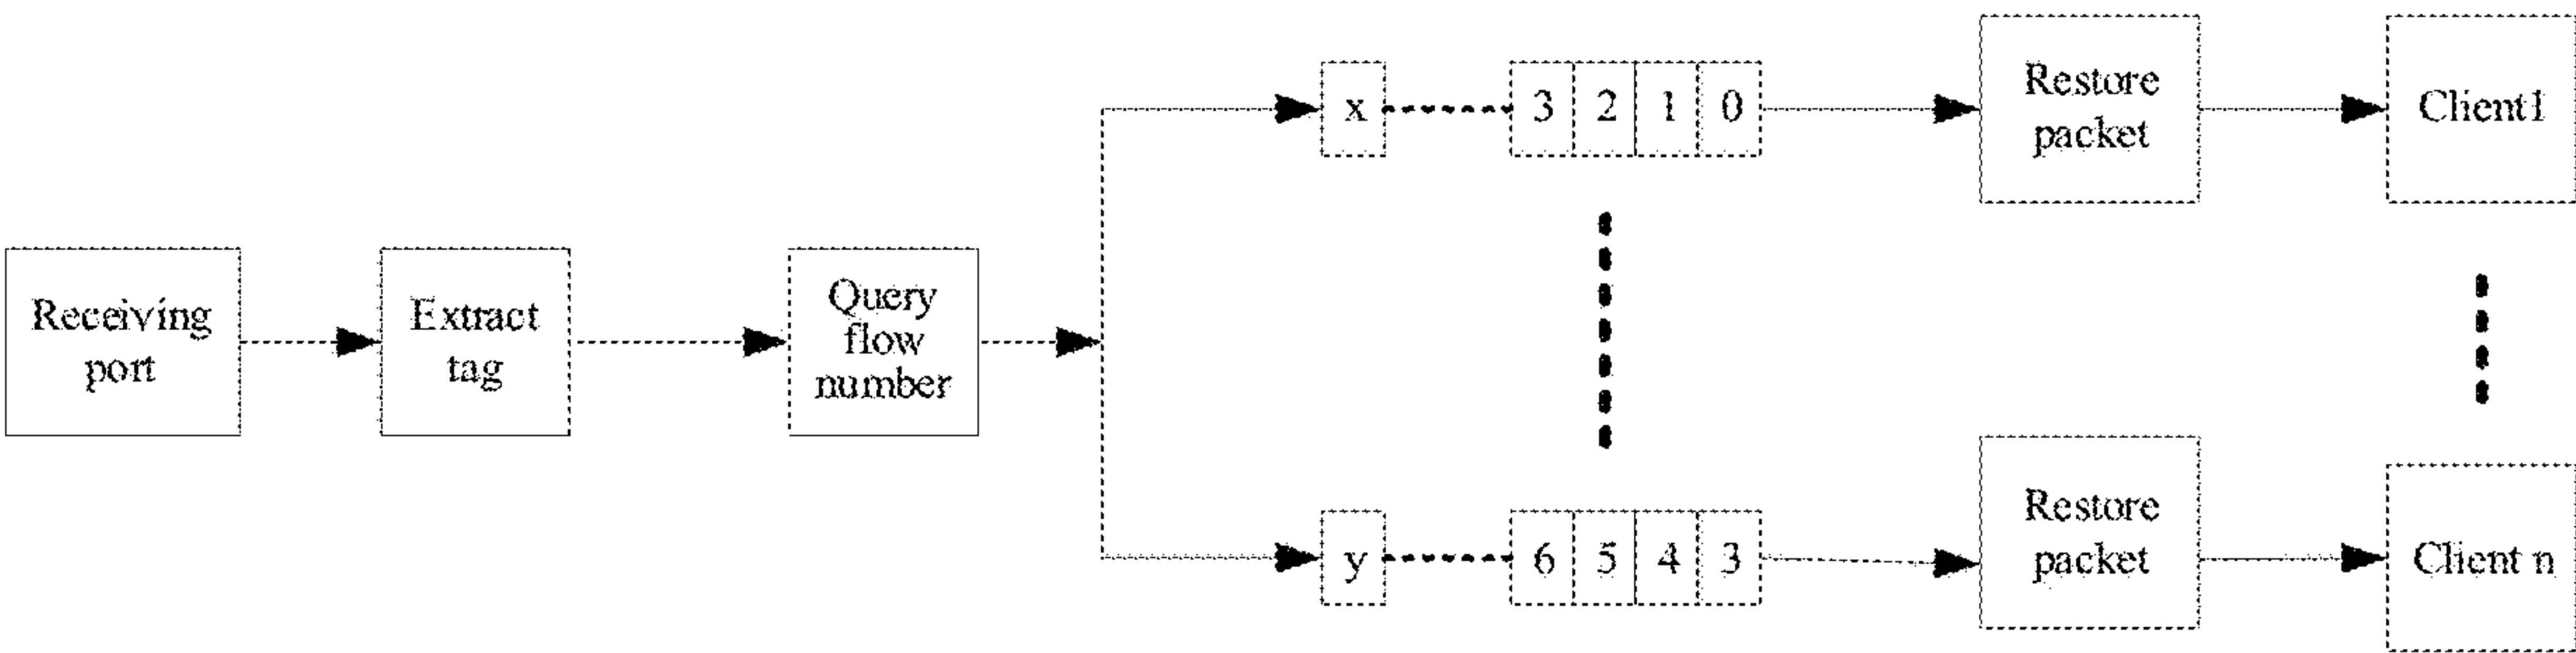 Receiving
port
Extract
tag
Query
flow
number
x
3 2 1 0
Restore
packet
Client1
y
6 5 4 3
Restore
packet
Client n